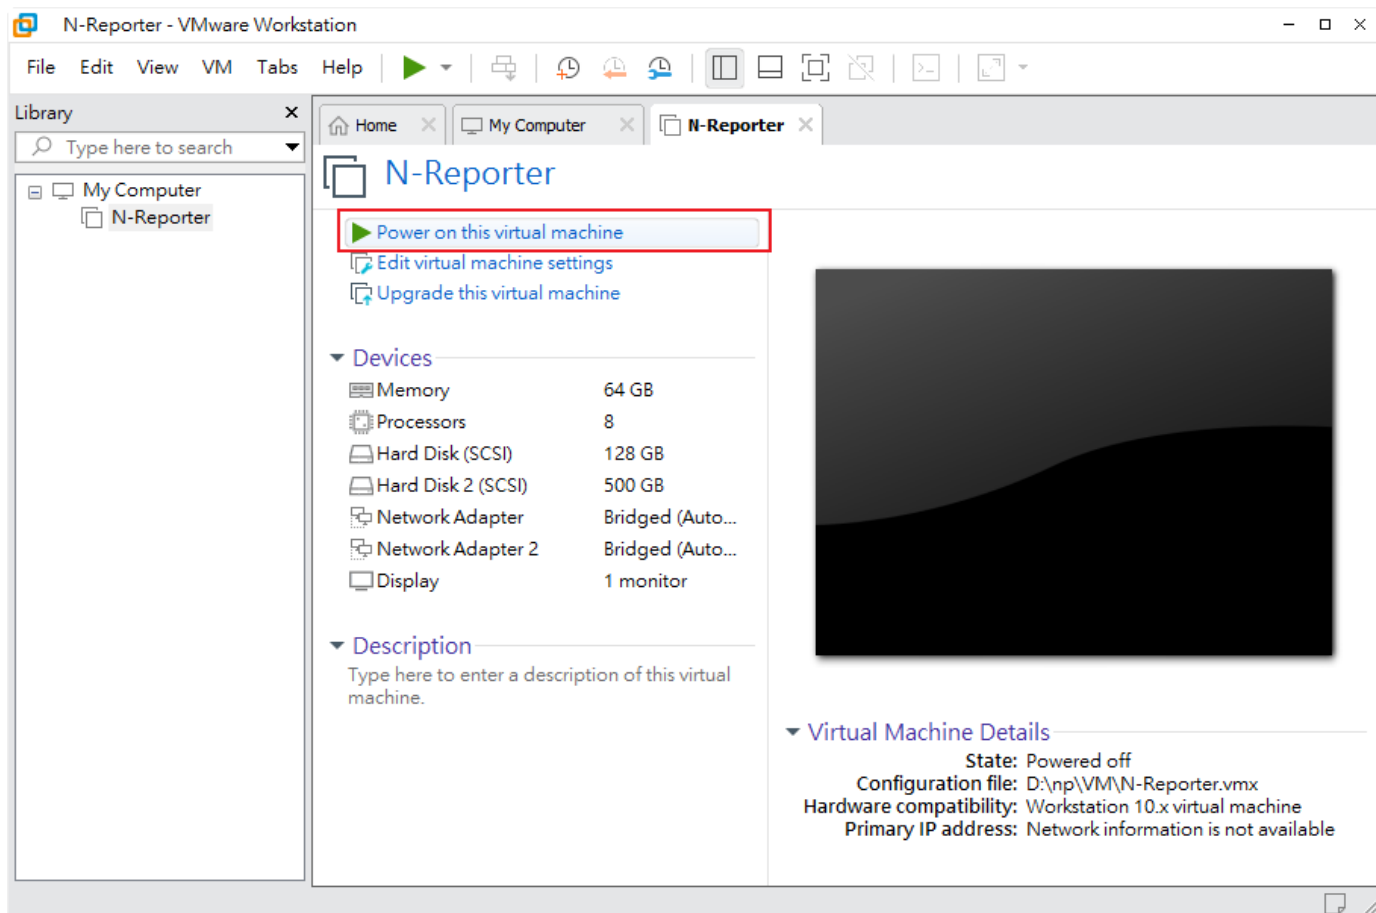 N-Reporter - VMware Workstation
File Edit View VM Tabs Help
Library
Type here to search
My Computer
N-Reporter
Home
My Computer
N-Reporter
N-Reporter
Power on this virtual machine
Edit virtual machine settings
Upgrade this virtual machine
Devices
Memory 64 GB
Processors 8
Hard Disk (SCSI) 128 GB
Hard Disk 2 (SCSI) 500 GB
Network Adapter Bridged (Auto...
Network Adapter 2 Bridged (Auto...
Display 1 monitor
Description
Type here to enter a description of this virtual
machine.
Virtual Machine Details
State: Powered off
Configuration file: D:\np\VM\N-Reporter.vmx
Hardware compatibility: Workstation 10.x virtual machine
Primary IP address: Network information is not available